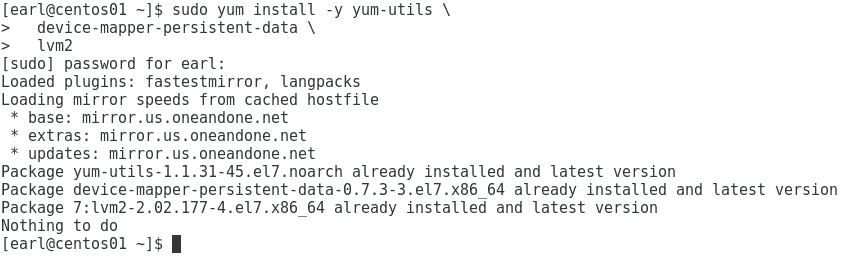 [earl@centos01 ~]$ sudo yum install -y yum-utils \
>   device-mapper-persistent-data \
>   lvm2
[sudo] password for earl:
Loaded plugins: fastestmirror, langpacks
Loading mirror speeds from cached hostfile
 * base: mirror.us.oneandone.net
 * extras: mirror.us.oneandone.net
 * updates: mirror.us.oneandone.net
Package yum-utils-1.1.31-45.el7.noarch already installed and latest version
Package device-mapper-persistent-data-0.7.3-3.el7.x86_64 already installed and latest version
Package 7:lvm2-2.02.177-4.el7.x86_64 already installed and latest version
Nothing to do
[earl@centos01 ~]$